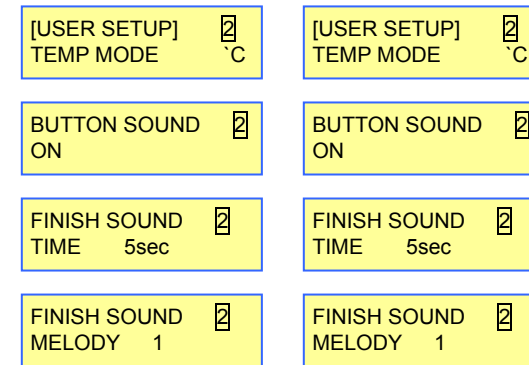 [USER SETUP] 2
TEMP MODE `C
BUTTON SOUND 2
ON
FINISH SOUND 2
TIME 5sec
FINISH SOUND 2
MELODY 1
[USER SETUP] 2
TEMP MODE `C
BUTTON SOUND 2
ON
FINISH SOUND 2
TIME 5sec
FINISH SOUND 2
MELODY 1